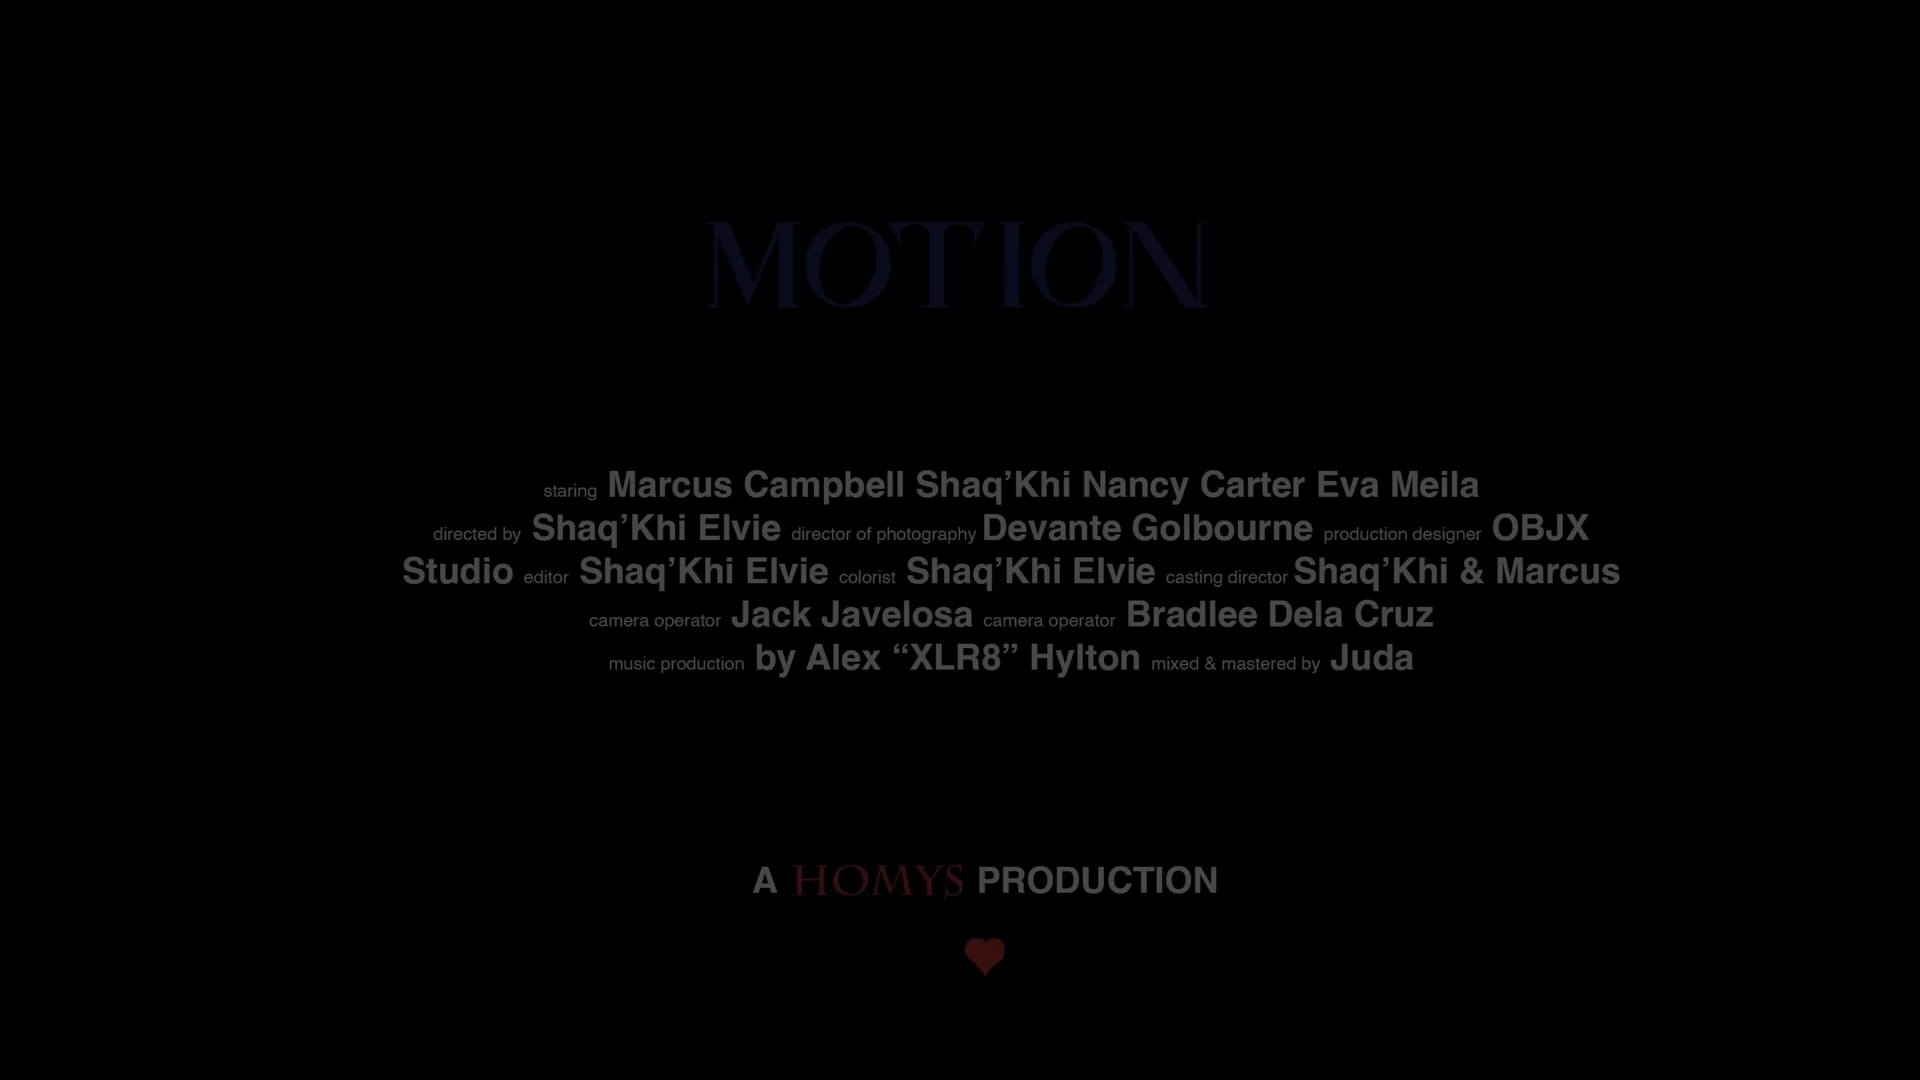 MOTION
staring Marcus Campbell Shaq’Khi Nancy Carter Eva Meila
directed by Shaq’Khi Elvie director of photography Devante Golbourne production designer OBJX
Studio editor Shaq’Khi Elvie colorist Shaq’Khi Elvie casting director Shaq’Khi & Marcus
camera operator Jack Javelosa camera operator Bradlee Dela Cruz
music production by Alex “XLR8” Hylton mixed & mastered by Juda
A HOMYS PRODUCTION